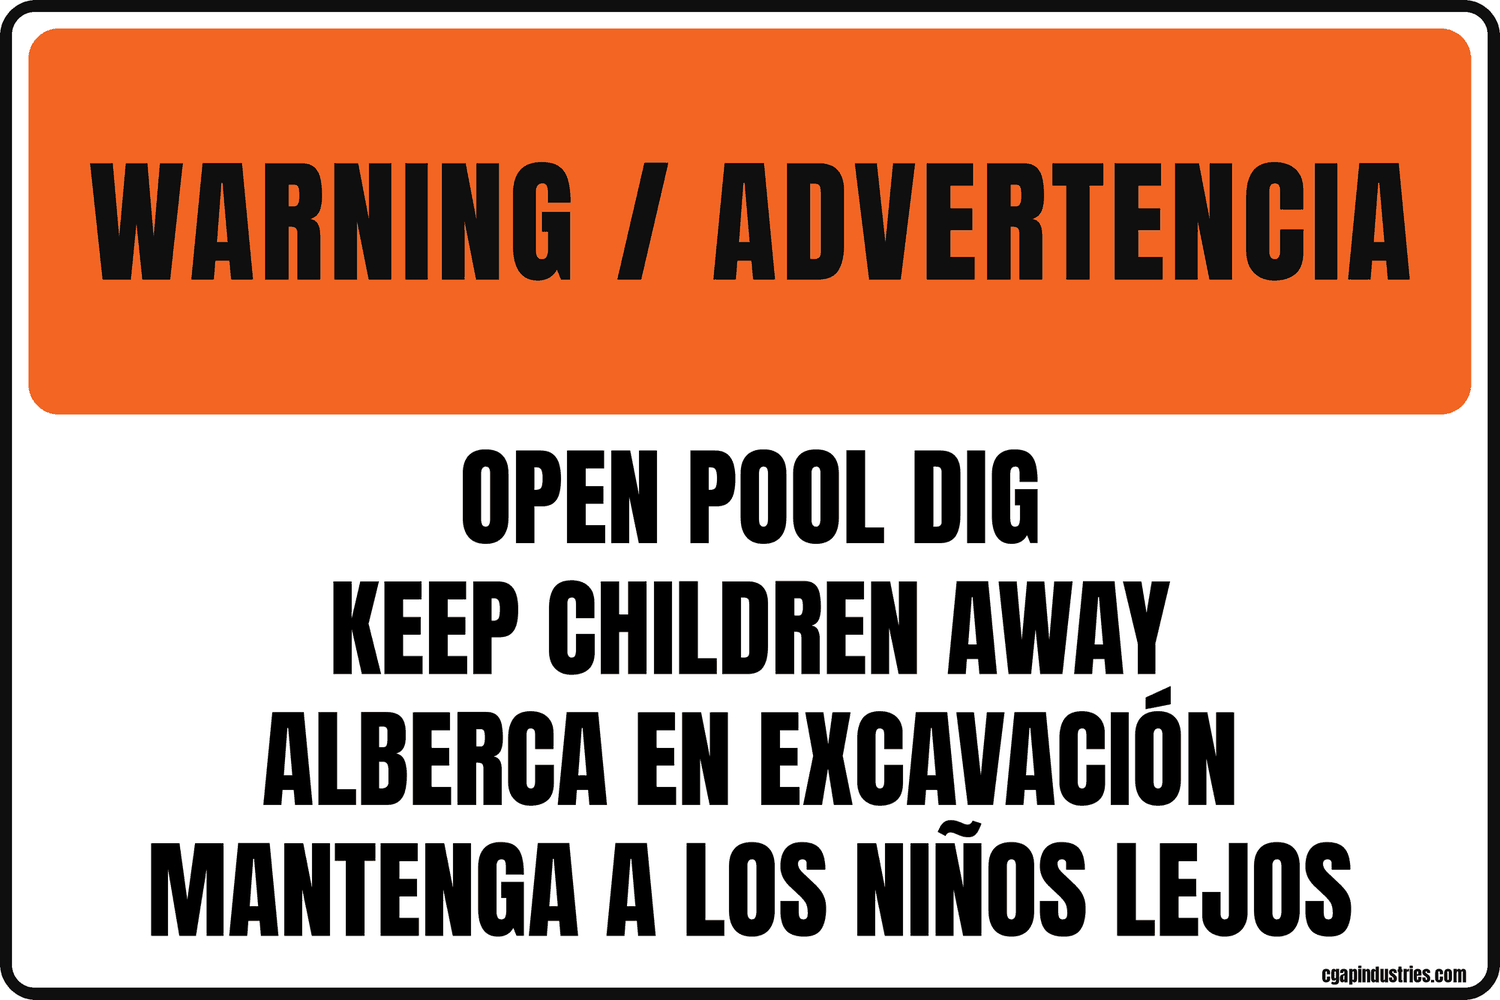 WARNING / ADVERTENCIA
OPEN POOL DIG
KEEP CHILDREN AWAY
ALBERCA EN EXCAVACIÓN
MANTENGA A LOS NIÑOS LEJOS
cgapindustries.com